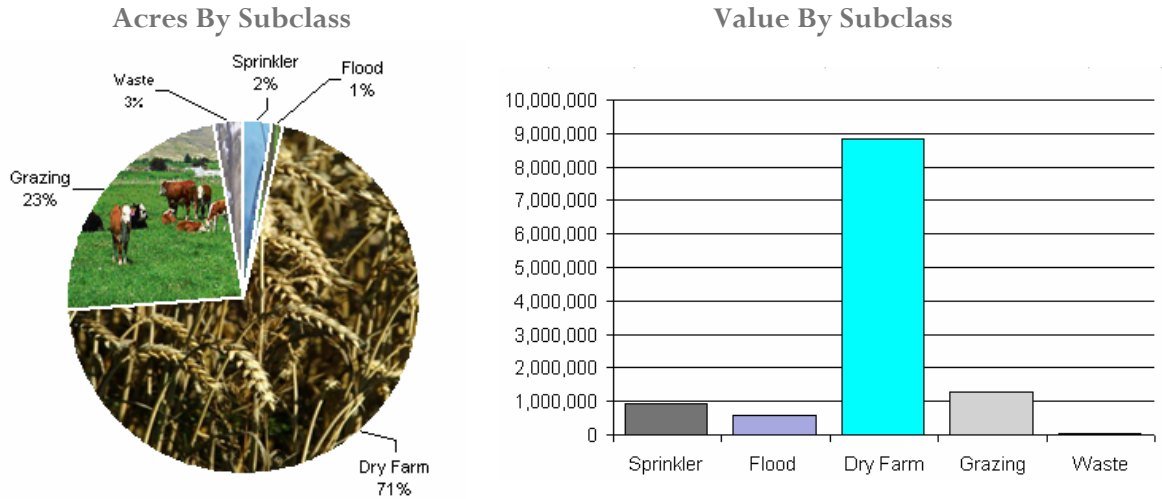 Acres By Subclass
Waste
3%
Sprinkler
2%
Flood
1%
Grazing
23%
Dry Farm
71%
Value By Subclass
10,000,000
9,000,000
8,000,000
7,000,000
6,000,000
5,000,000
4,000,000
3,000,000
2,000,000
1,000,000
0
Sprinkler Flood Dry Farm Grazing Waste